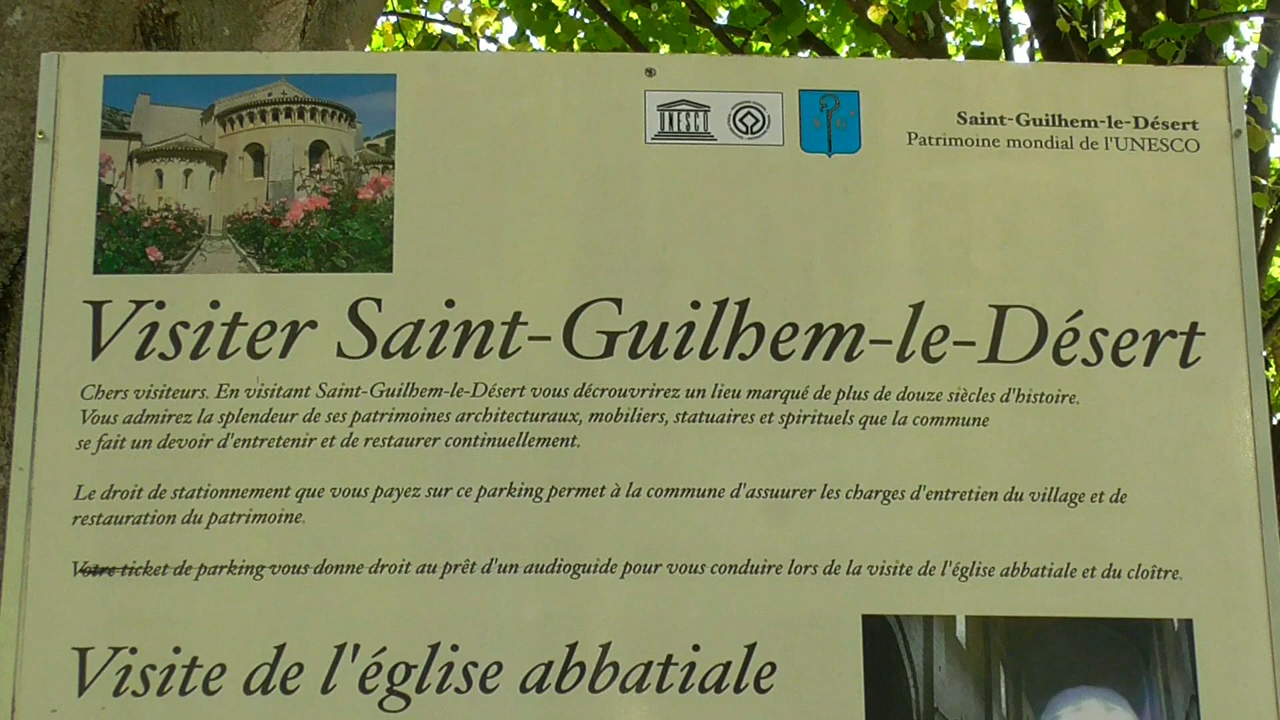 UNESCO
Saint-Guilhem-le-Désert
Patrimoine mondial de l'UNESCO
Visiter Saint-Guilhem-le-Désert
Chers visiteurs. En visitant Saint-Guilhem-le-Désert vous décrouvrirez un lieu marqué de plus de douze siècles d'histoire.
Vous admirez la splendeur de ses patrimoines architecturaux, mobiliers, statuaires et spirituels que la commune
se fait un devoir d'entretenir et de restaurer continuellement.
Le droit de stationnement que vous payez sur ce parking permet à la commune d'assuurer les charges d'entretien du village et de
restauration du patrimoine.
Votre ticket de parking vous donne droit au prêt d'un audioguide pour vous conduire lors de la visite de l'église abbatiale et du cloître.
Visite de l'église abbatiale